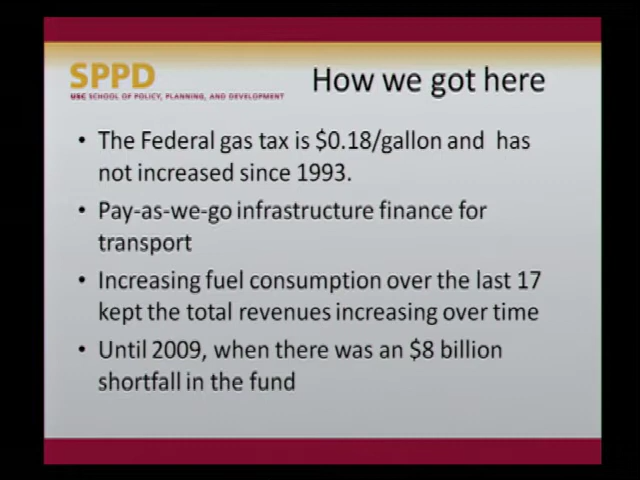 SPPD
USC SCHOOL OF POLICY, PLANNING, AND DEVELOPMENT
How we got here
• The Federal gas tax is $0.18/gallon and has
not increased since 1993.
• Pay-as-we-go infrastructure finance for
transport
• Increasing fuel consumption over the last 17
kept the total revenues increasing over time
• Until 2009, when there was an $8 billion
shortfall in the fund